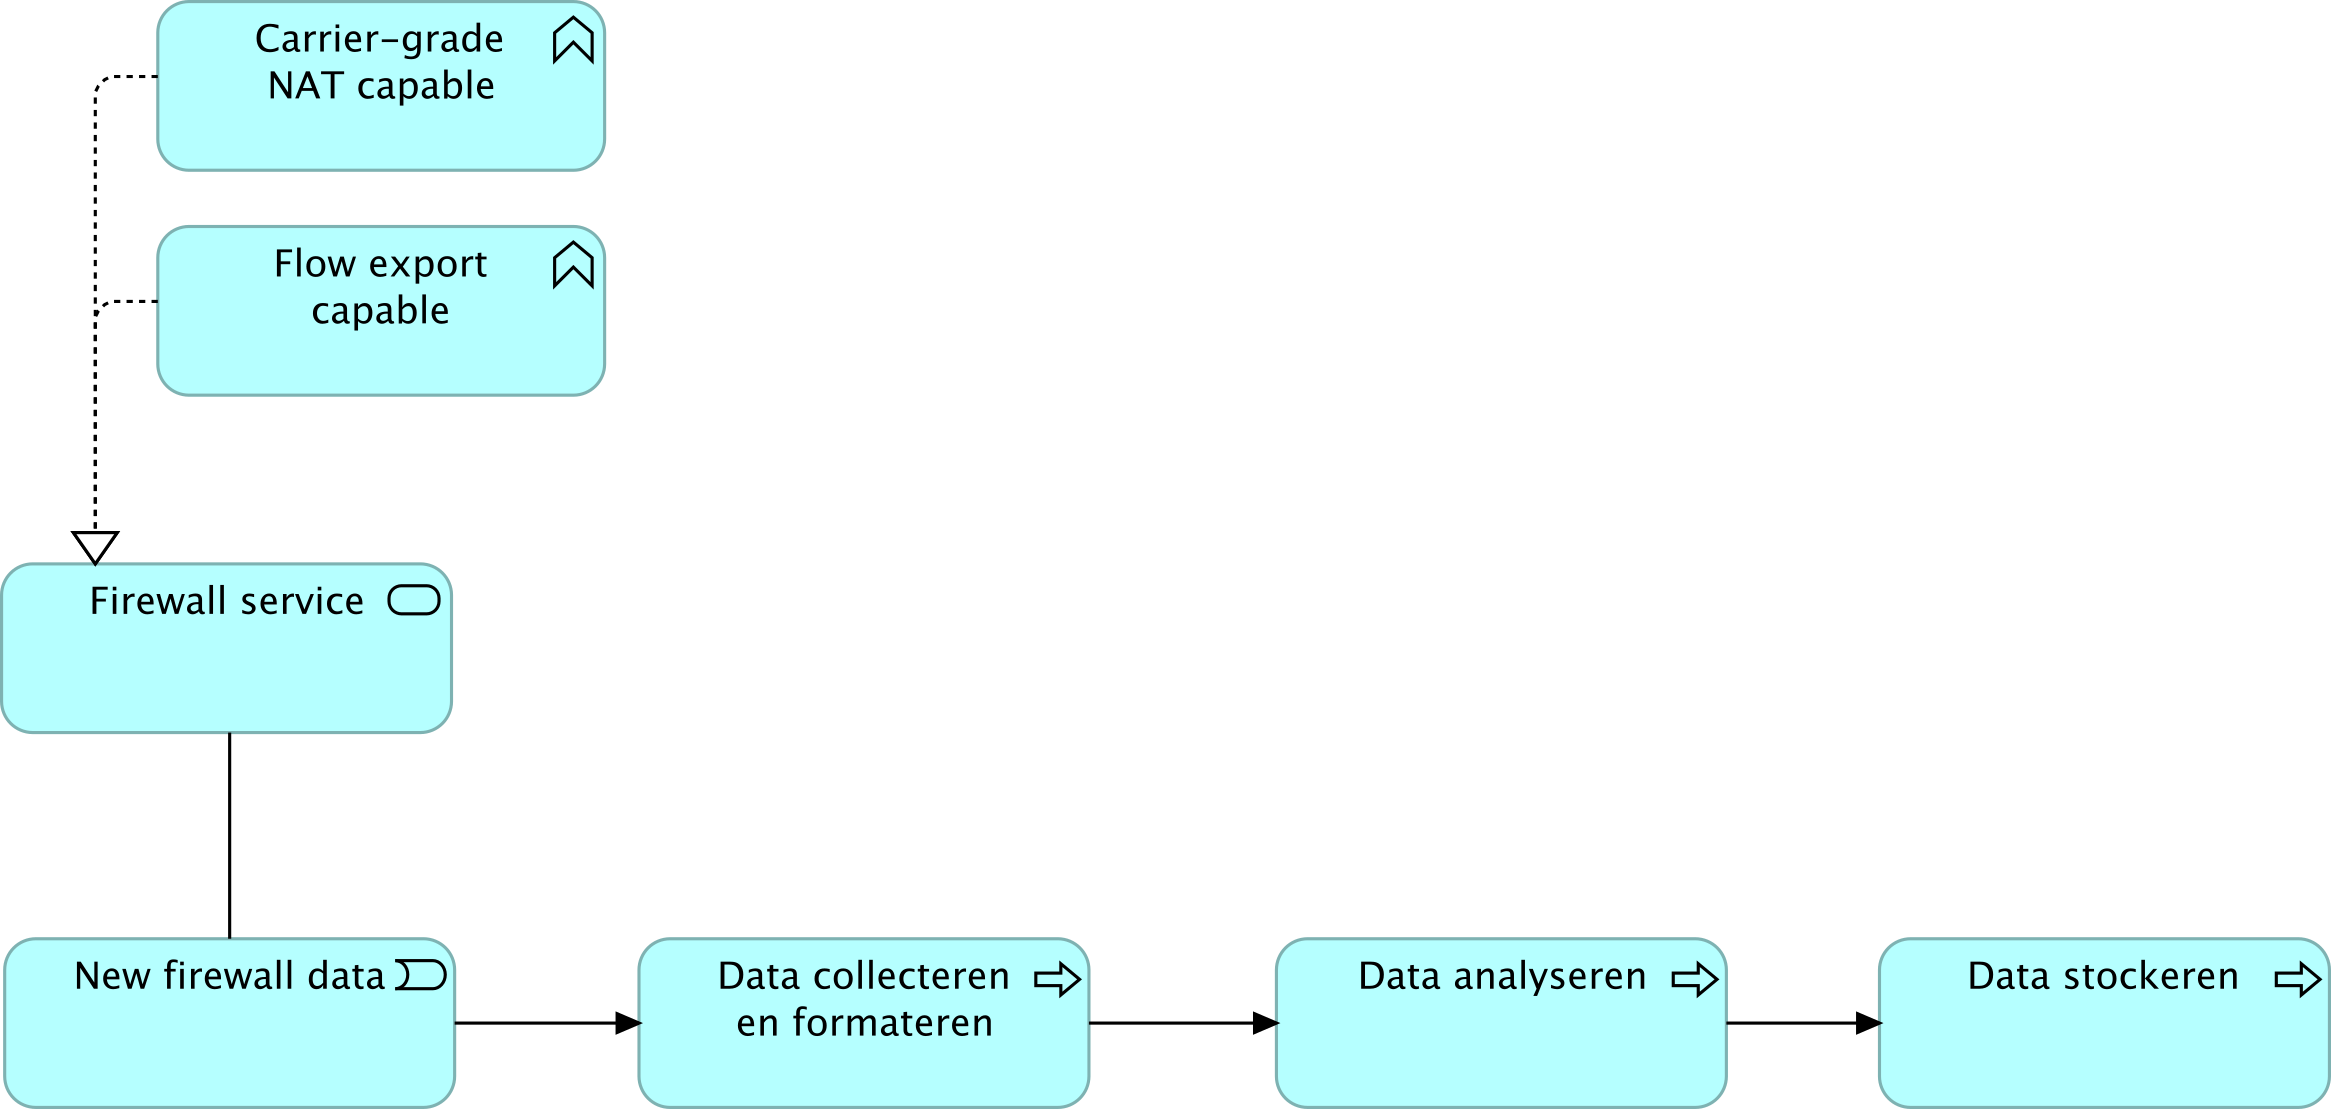 Carrier-grade
NAT capable
Flow export
capable
Firewall service
New firewall data
Data collecteren
en formateren
Data analyseren
Data stockeren